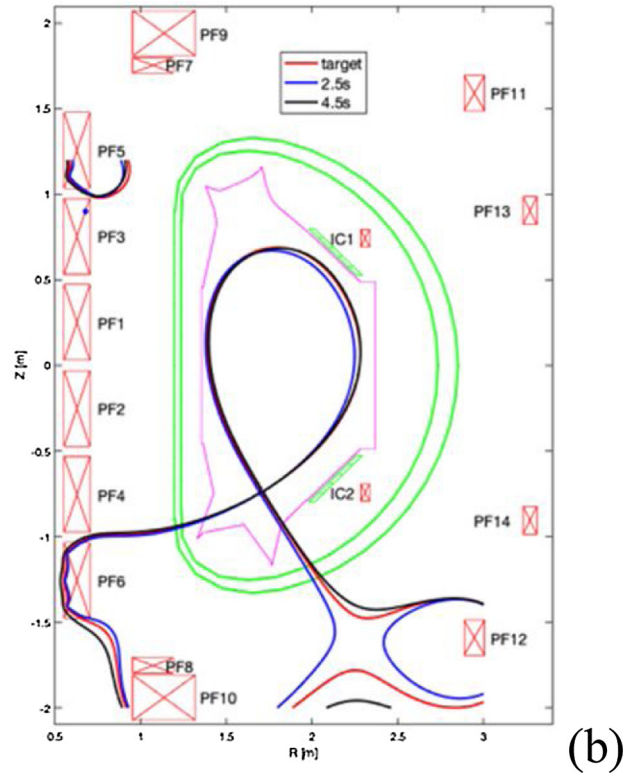 2
PF9
PF7
target
2.5s
4.5s
PF11
1.5
PF5
1
PF3
PF13
IC1
0.5
PF1
Z [m]
0
PF2
-0.5
PF4
IC2
PF14
-1
PF6
-1.5
PF12
PF8
PF10
-2
0.5 1 1.5 2 2.5 3
R [m]
(b)